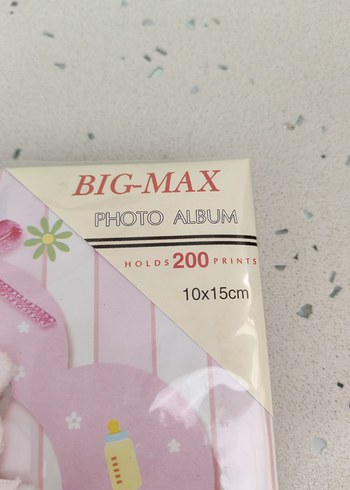 BIG-MAX
PHOTO ALBUM
HOLDS 200 PRINTS
10x15cm